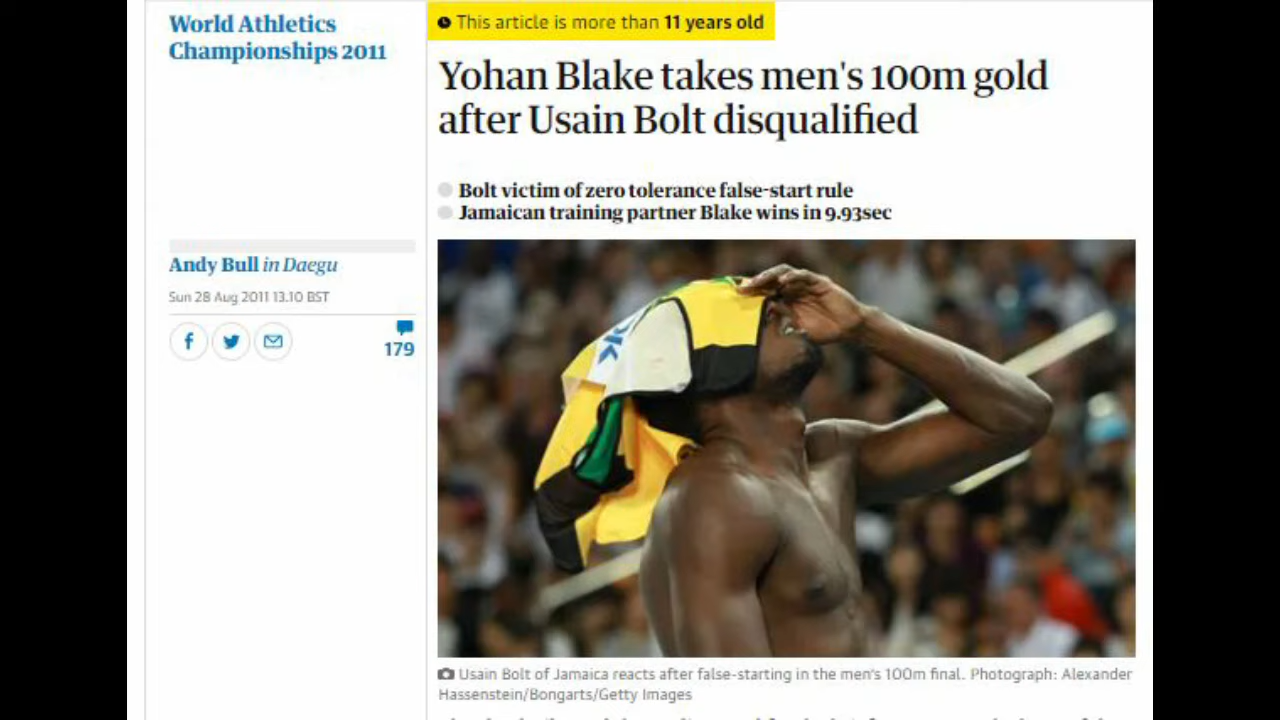 World Athletics
Championships 2011
This article is more than 11 years old
Yohan Blake takes men's 100m gold
after Usain Bolt disqualified
Bolt victim of zero tolerance false-start rule
Jamaican training partner Blake wins in 9.93sec
Andy Bull in Daegu
Sun 28 Aug 2011 13.10 BST
179
Usain Bolt of Jamaica reacts after false-starting in the men's 100m final. Photograph: Alexander
Hassenstein/Bongarts/Getty Images